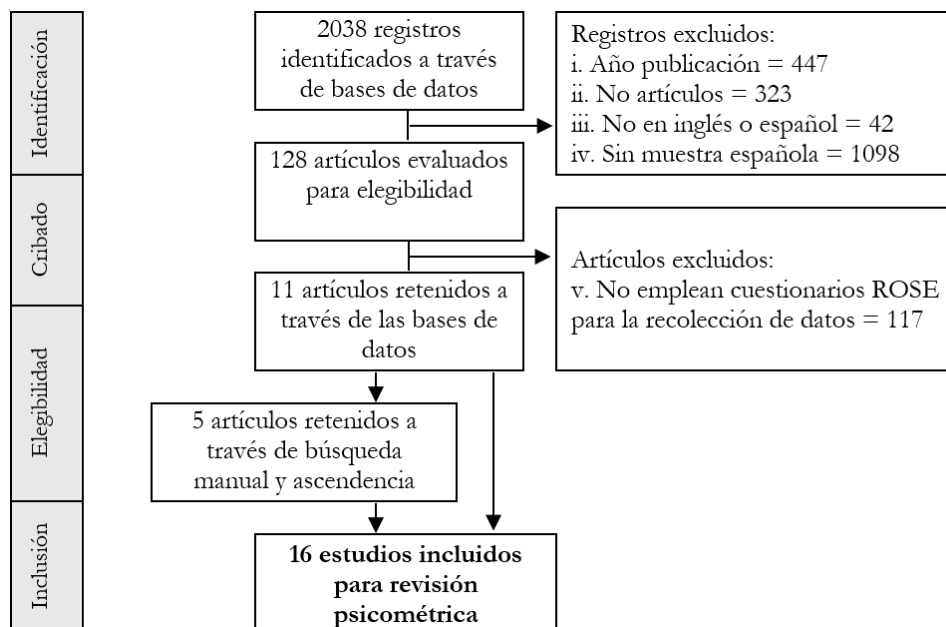 Identificación
2038 registros
identificados a través
de bases de datos
Registros excluidos:
i. Año publicación = 447
ii. No artículos = 323
iii. No en inglés o español = 42
iv. Sin muestra española = 1098
128 artículos evaluados
para elegibilidad
Cribado
Artículos excluidos:
v. No emplean cuestionarios ROSE
para la recolección de datos = 117
11 artículos retenidos a
través de las bases de
datos
Elegibilidad
5 artículos retenidos a
través de búsqueda
manual y ascendencia
Inclusión
16 estudios incluidos
para revisión
psicométrica